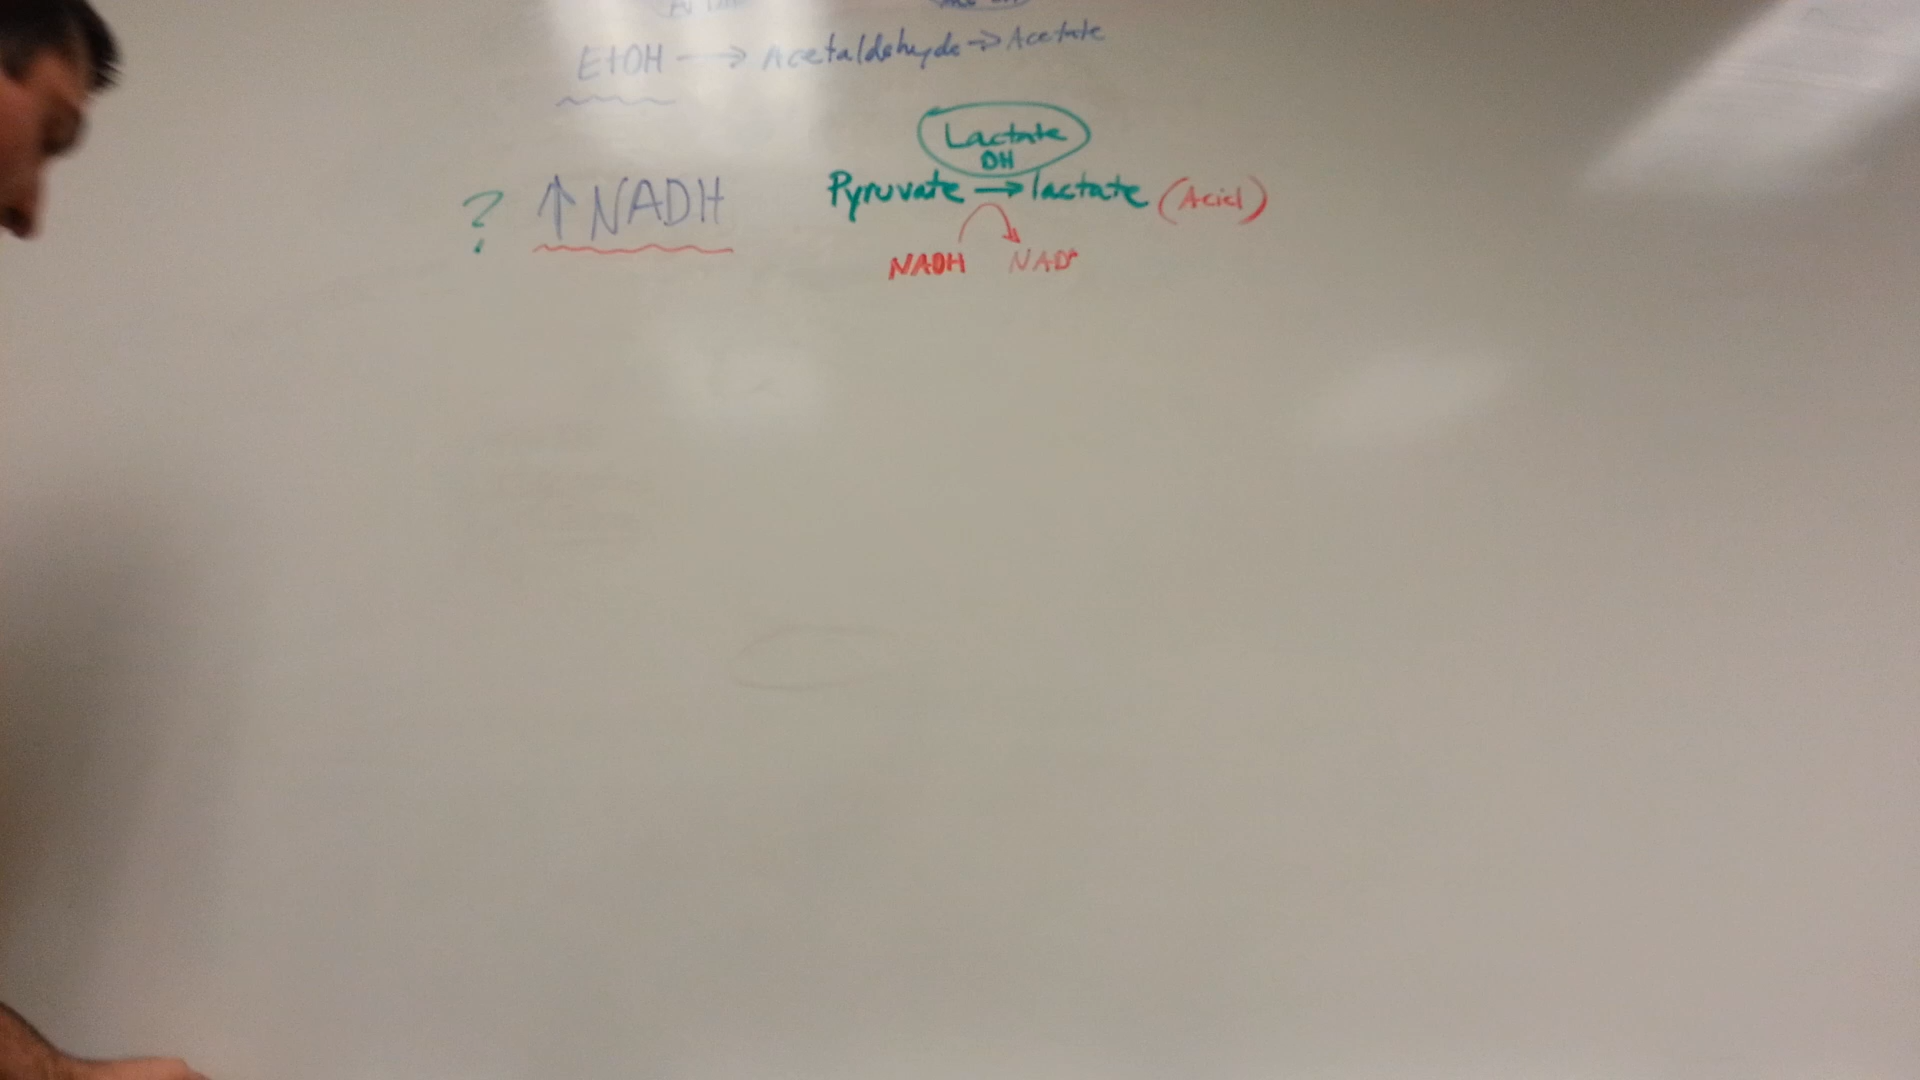 EtOH → Acetaldehyde → Acetate
Lactate
DH
? ↑ NADH Pyruvate → lactate (Acid)
NADH NAD+